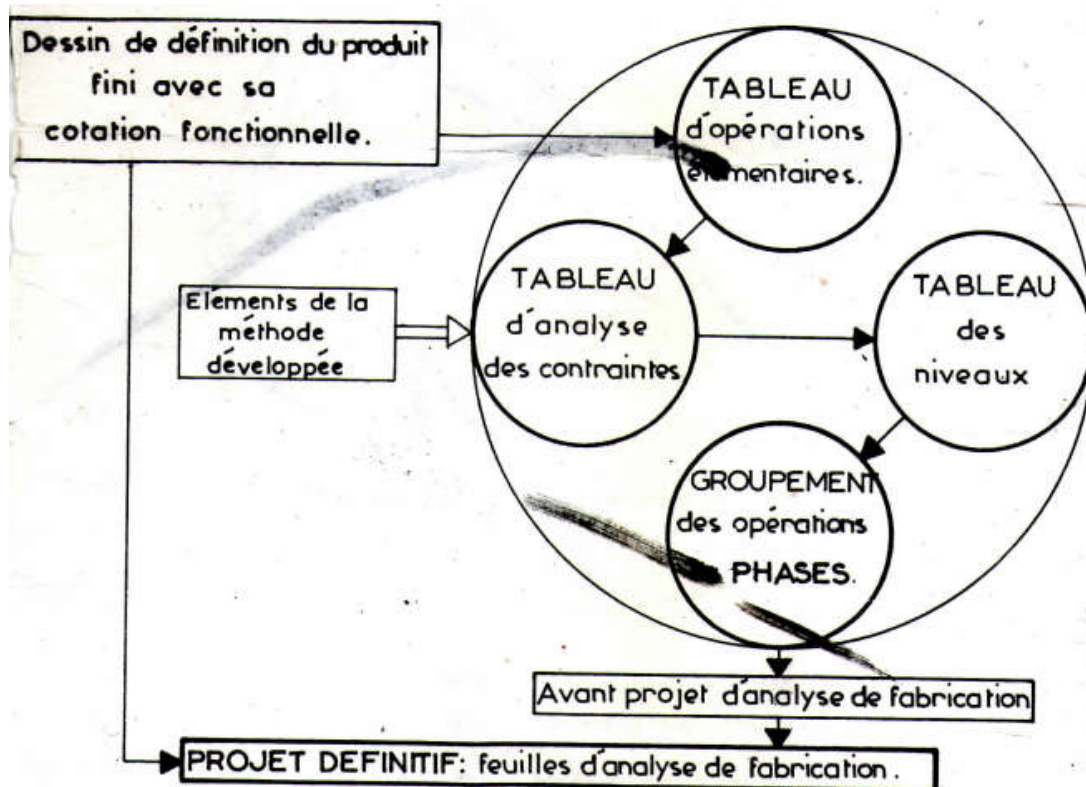 Dessin de définition du produit
fini avec sa
cotation fonctionnelle.
TABLEAU
d'opérations
élémentaires.
Eléments de la
méthode
développée
TABLEAU
d'analyse
des contraintes
TABLEAU
des
niveaux
GROUPEMENT
des opérations
PHASES.
Avant projet d'analyse de fabrication
PROJET DEFINITIF: feuilles d'analyse de fabrication.